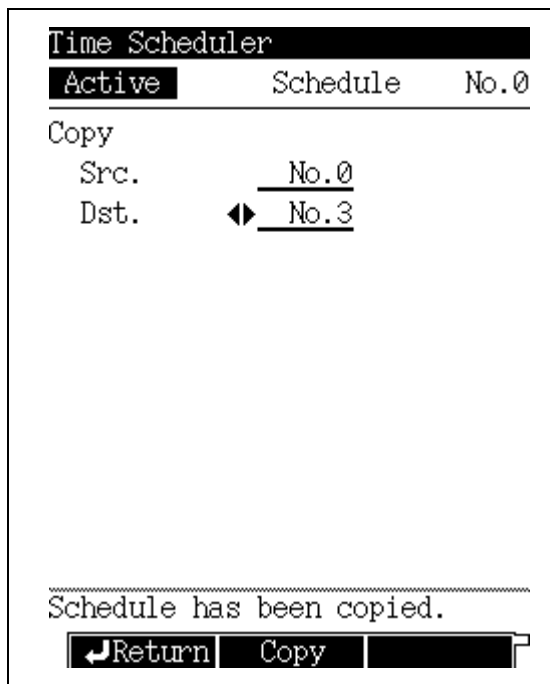 Time Scheduler
Active Schedule No.0
Copy
Src. No.0
Dst. No.3
Schedule has been copied.
Return Copy